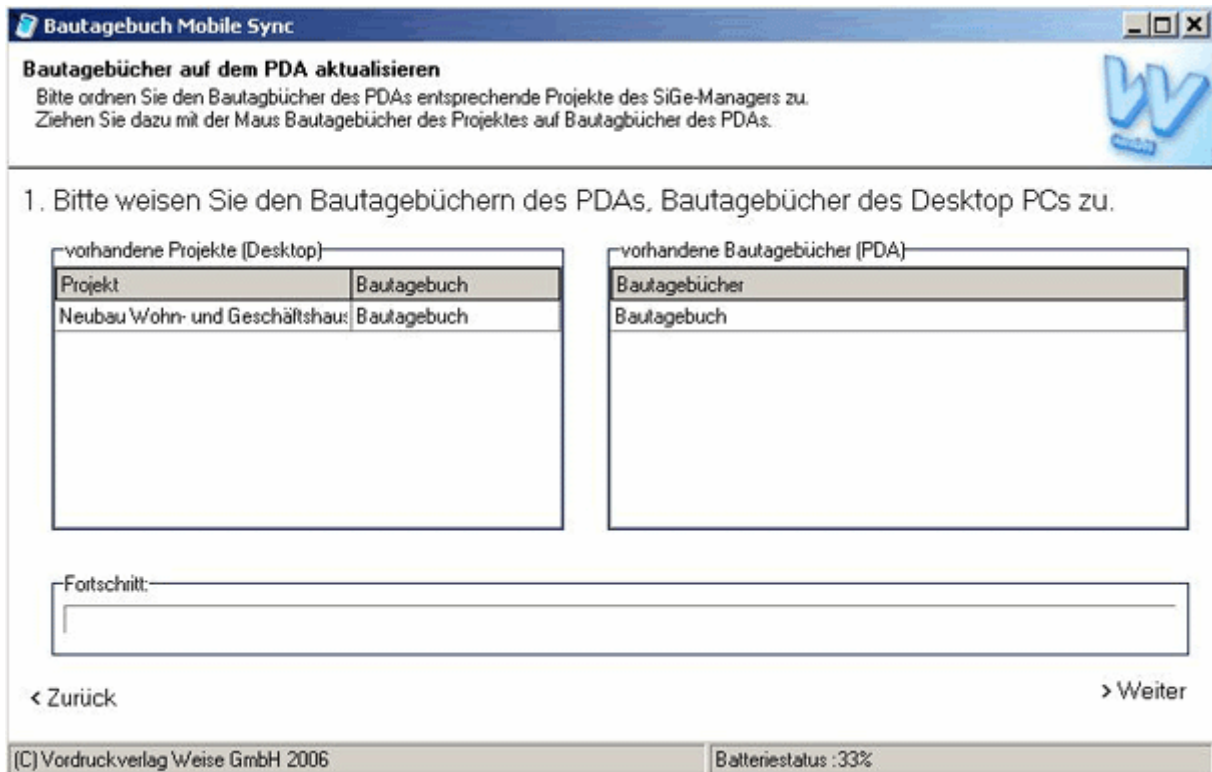 Bautagebuch Mobile Sync
Bautagebücher auf dem PDA aktualisieren
Bitte ordnen Sie den Bautagbücher des PDAs entsprechende Projekte des SiGe-Managers zu.
Ziehen Sie dazu mit der Maus Bautagebücher des Projektes auf Bautagbücher des PDAs.
1. Bitte weisen Sie den Bautagebüchern des PDAs, Bautagebücher des Desktop PCs zu.
vorhandene Projekte (Desktop)
Projekt Bautagebuch
Neubau Wohn- und Geschäftshaus Bautagebuch
vorhandene Bautagebücher (PDA)
Bautagebücher
Bautagebuch
Fortschritt:
< Zurück
> Weiter
(C) Vordruckverlag Weise GmbH 2006
Batteriestatus :33%